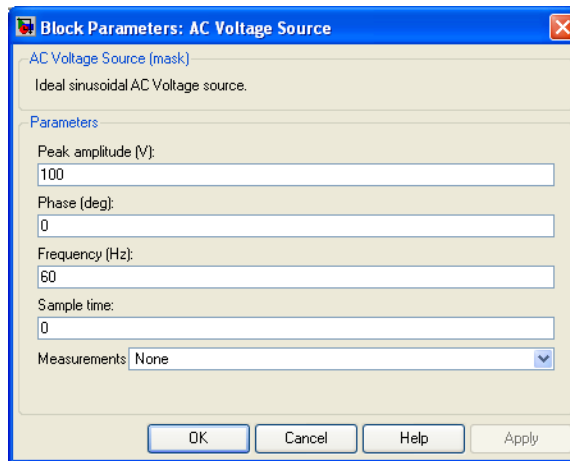 Block Parameters: AC Voltage Source
AC Voltage Source (mask)
Ideal sinusoidal AC Voltage source.
Parameters
Peak amplitude (V):
100
Phase (deg):
0
Frequency (Hz):
60
Sample time:
0
Measurements None
OK Cancel Help Apply